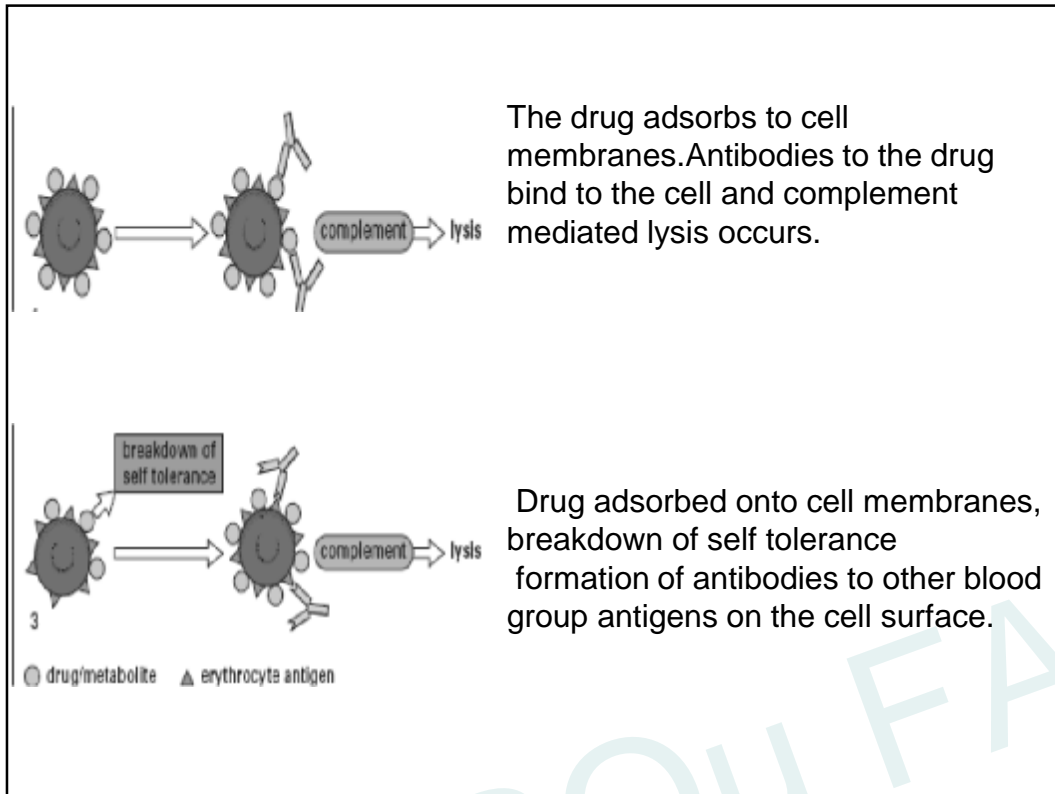 The drug adsorbs to cell
membranes.Antibodies to the drug
bind to the cell and complement
mediated lysis occurs.
complement
lysis
breakdown of
self tolerance
Drug adsorbed onto cell membranes,
breakdown of self tolerance
formation of antibodies to other blood
group antigens on the cell surface.
complement
lysis
3
drug/metabolite
erythrocyte antigen
Ou FA